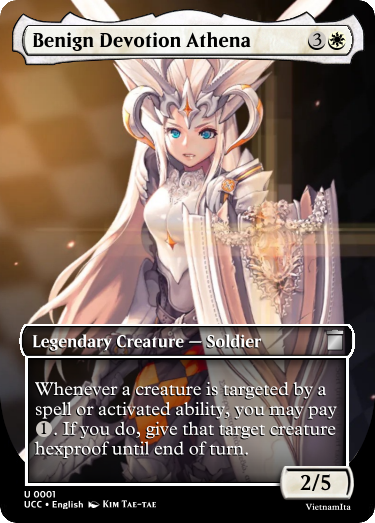 Benign Devotion Athena 3
Legendary Creature — Soldier
Whenever a creature is targeted by a
spell or activated ability, you may pay
1. If you do, give that target creature
hexproof until end of turn.
2/5
U 0001
UCC • English Kim Tae-tae
VietnamIta